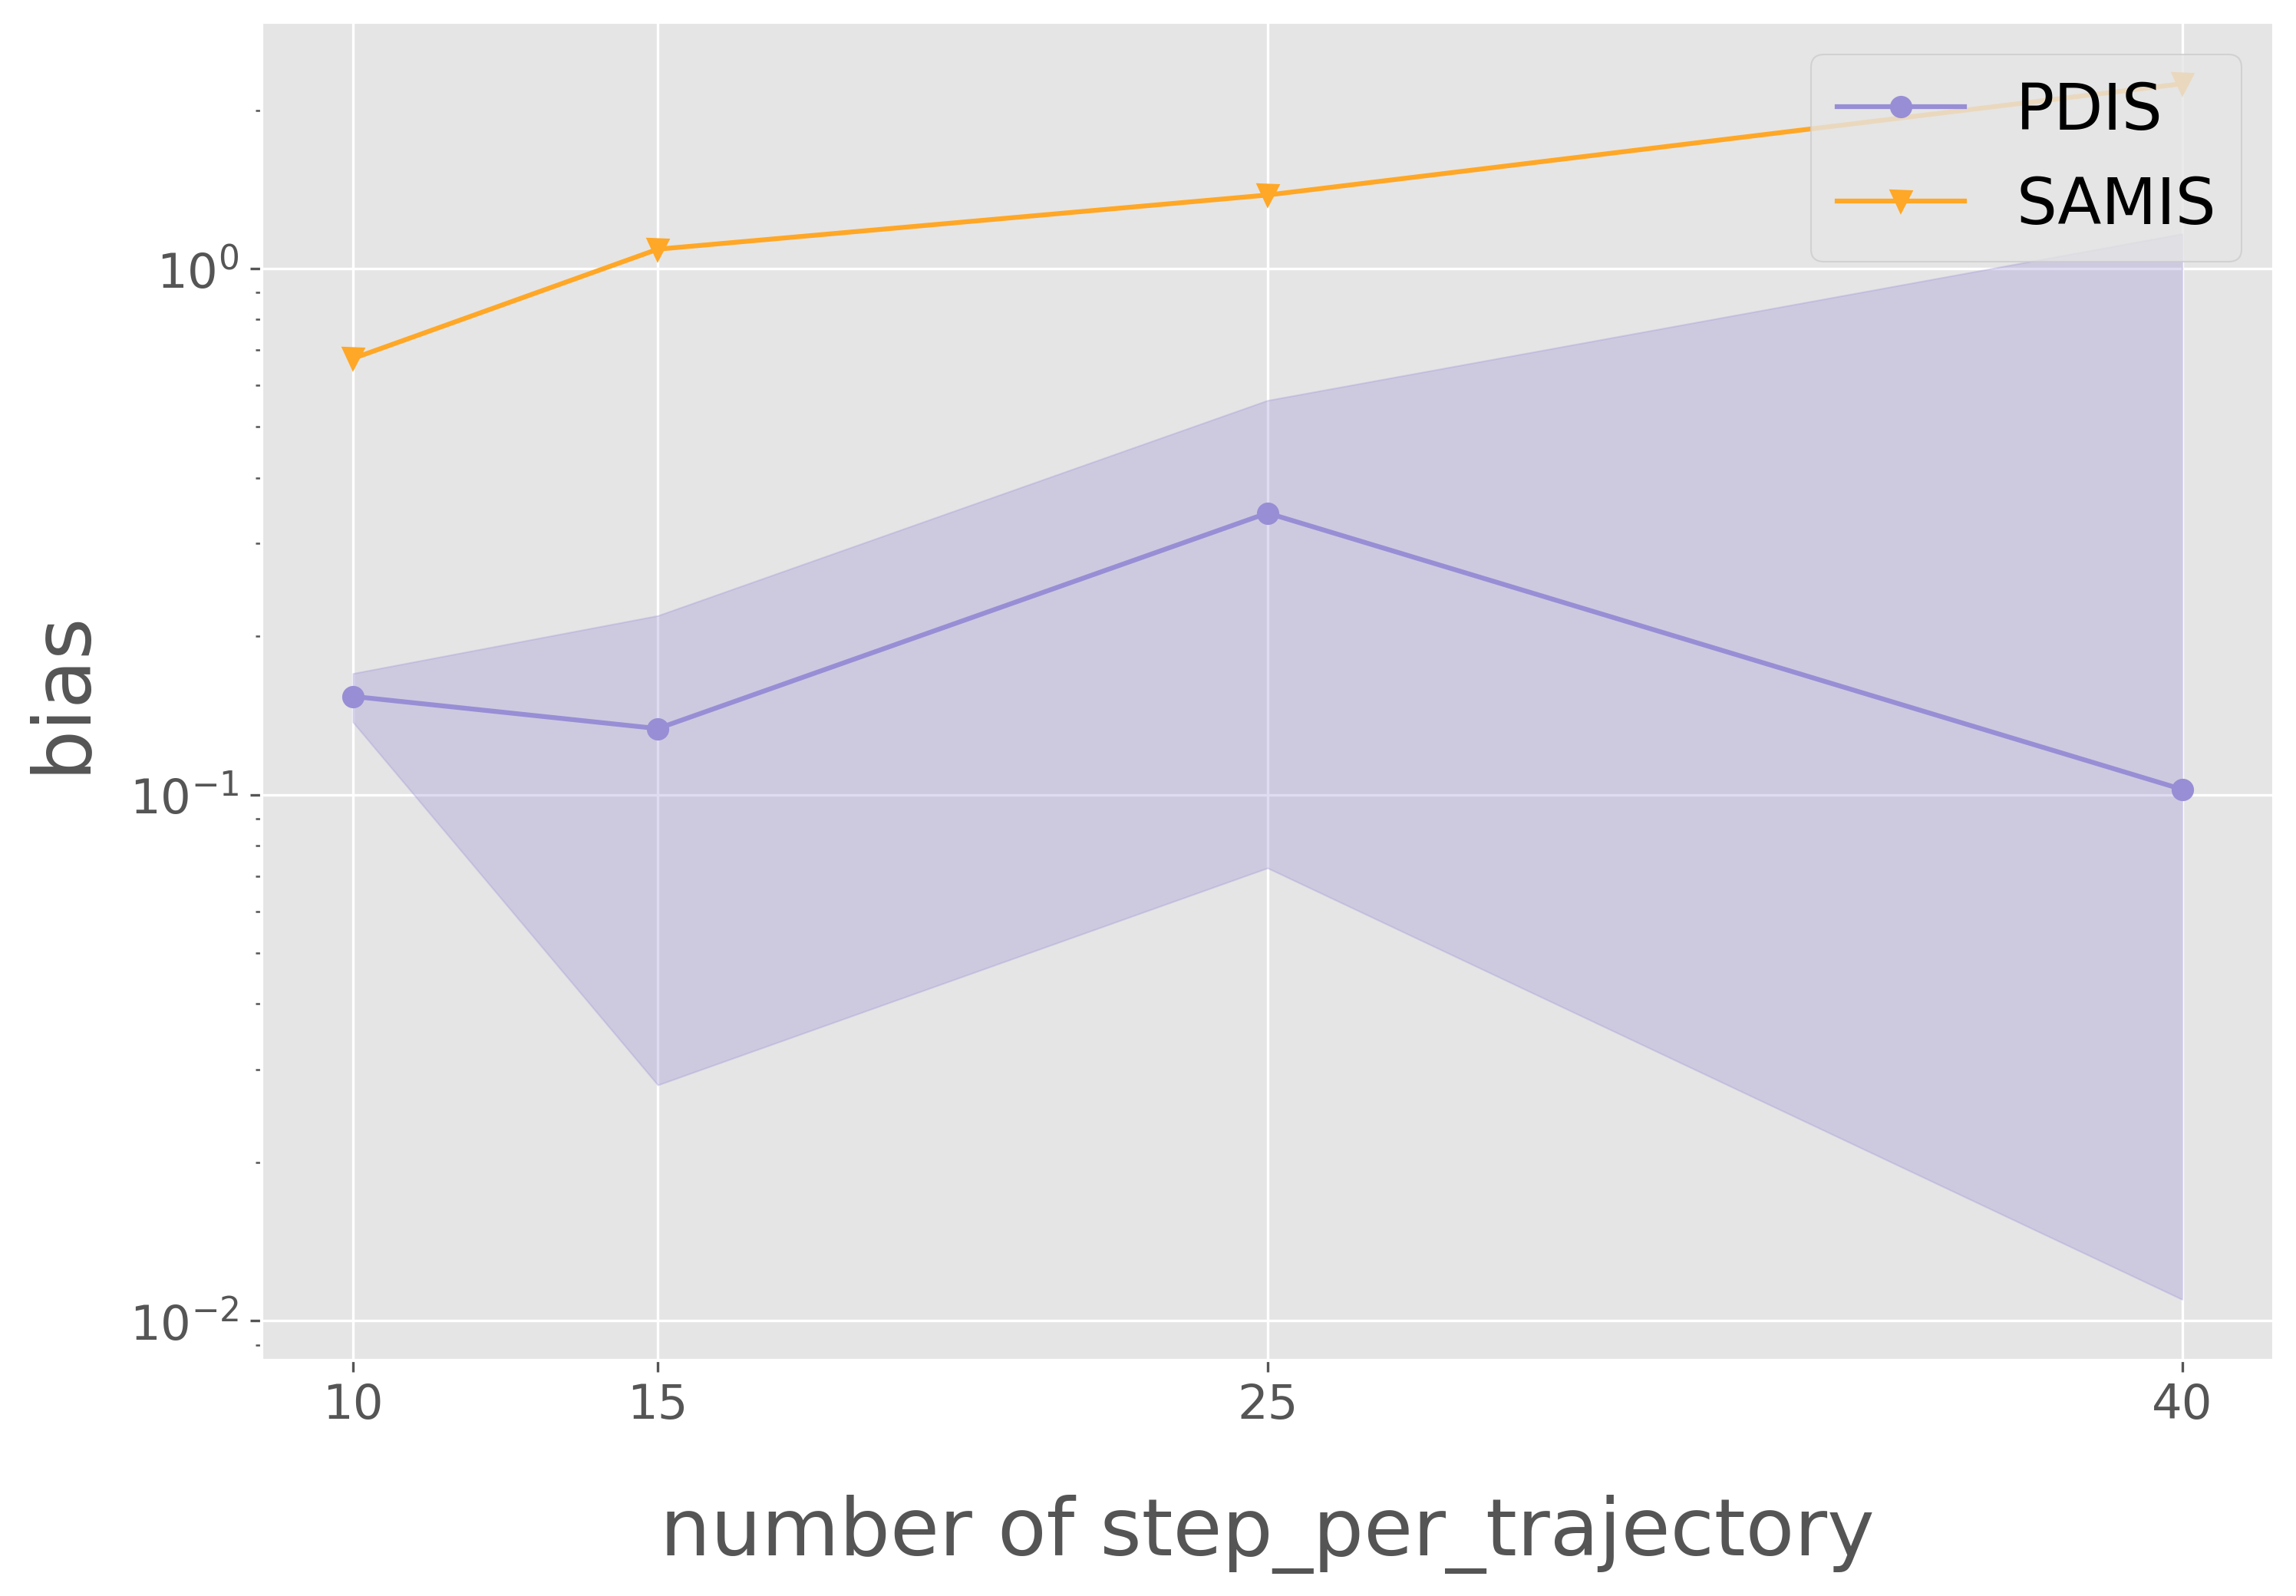 PDIS
SAMIS
10⁰
10⁻¹
10⁻²
bias
10 15 25 40
number of step_per_trajectory